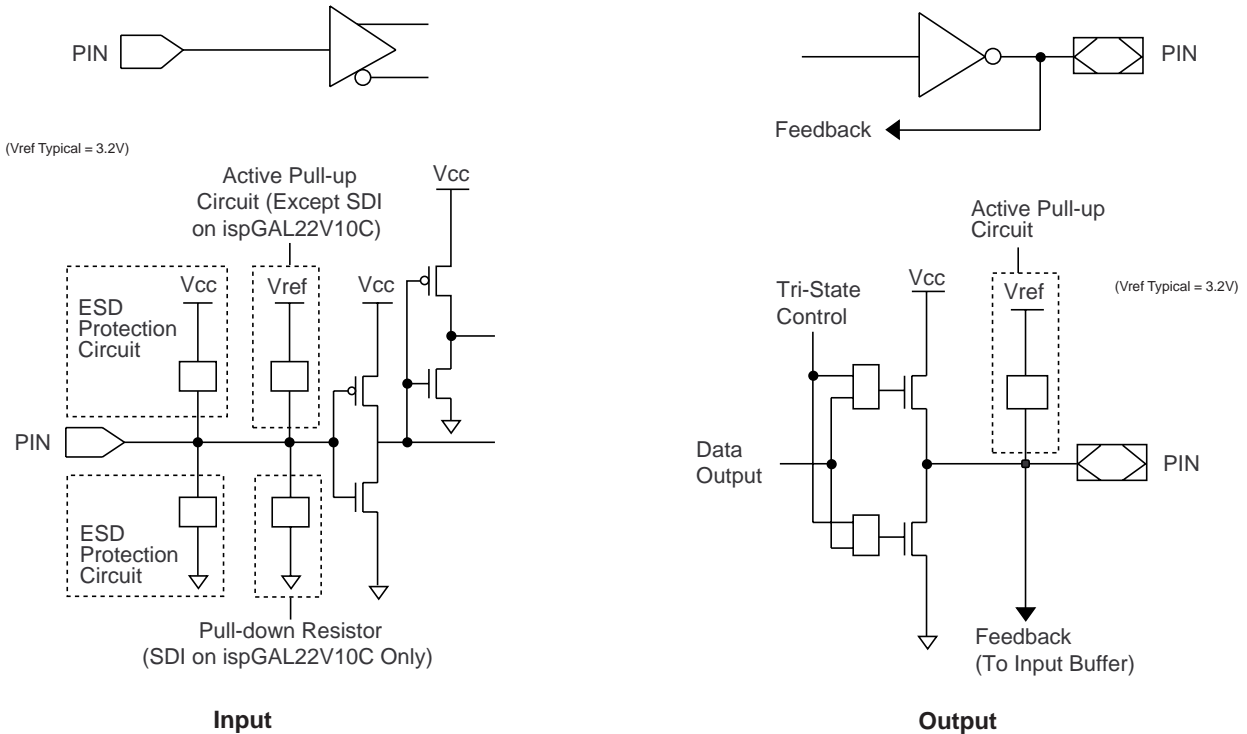 PIN
(Vref Typical = 3.2V)
Active Pull-up
Circuit (Except SDI
on ispGAL22V10C)
Vcc
Vcc
Vref
Vcc
ESD
Protection
Circuit
PIN
ESD
Protection
Circuit
Pull-down Resistor
(SDI on ispGAL22V10C Only)
Input
PIN
Feedback
Active Pull-up
Circuit
Vcc
Vref
(Vref Typical = 3.2V)
Tri-State
Control
Data
Output
PIN
Feedback
(To Input Buffer)
Output